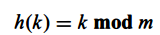 h(k) = k mod m